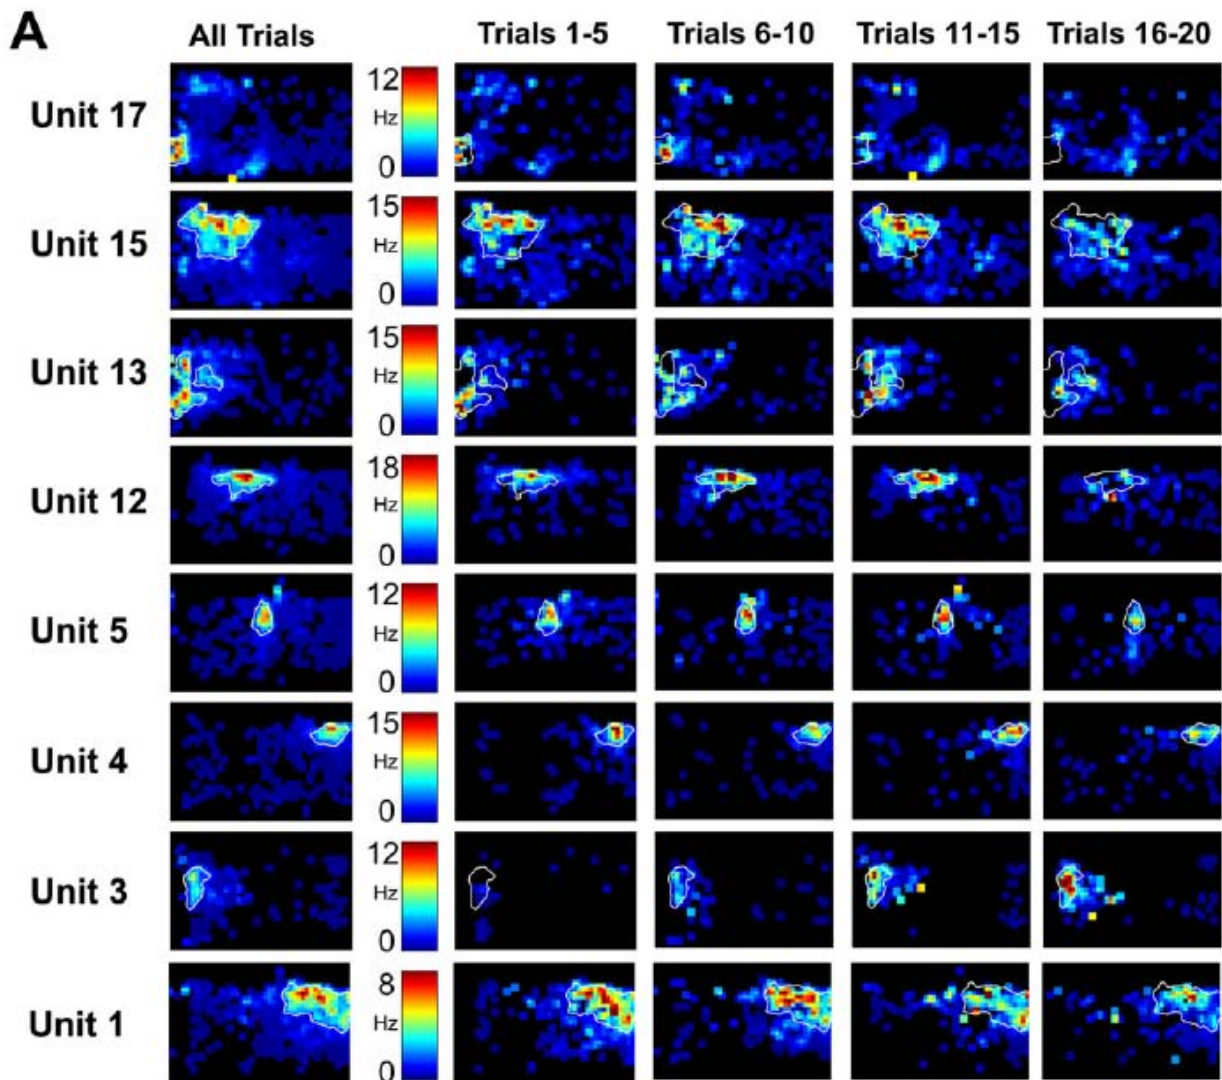 A
All Trials Trials 1-5 Trials 6-10 Trials 11-15 Trials 16-20
Unit 17
12
Hz
0
Unit 15
15
Hz
0
Unit 13
15
Hz
0
Unit 12
18
Hz
0
Unit 5
12
Hz
0
Unit 4
15
Hz
0
Unit 3
12
Hz
0
Unit 1
8
Hz
0